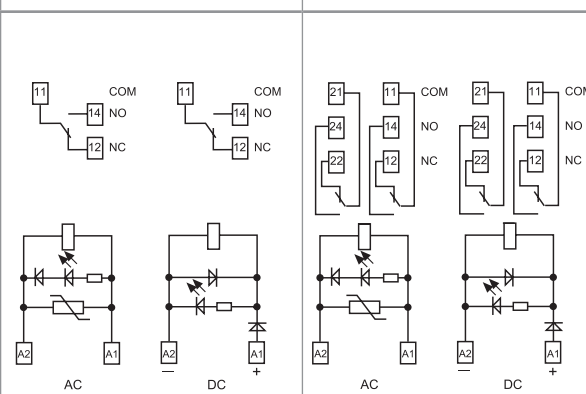 11 COM 11 COM 21 11 COM 21 11
14 NO 14 NO 24 14 NO 24 14 NO
12 NC 12 NC 22 12 NC 22 12 NC
A2 A1 A2 A1 A2 A1 A2 A1
— + — +
AC DC AC DC